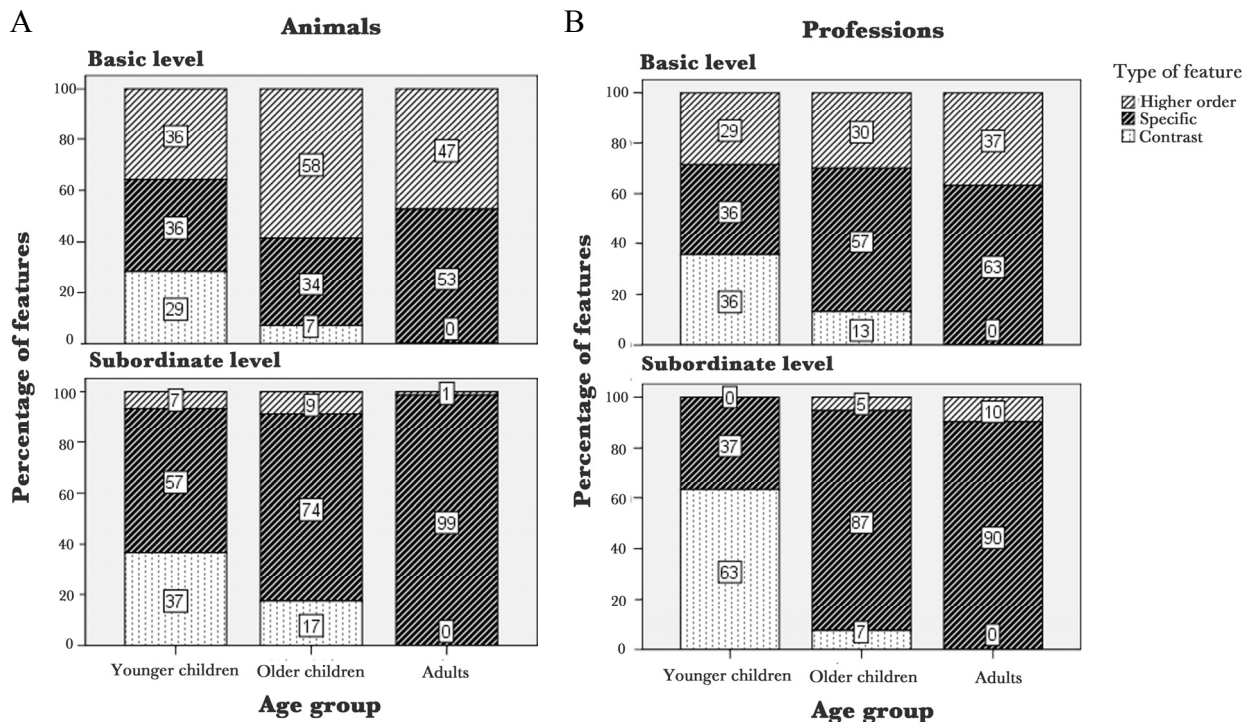 A
Animals
Basic level
100
80
60
40
20
0
36
36
29
58
34
7
47
53
0
Subordinate level
100
80
60
40
20
0
7
57
37
9
74
17
1
99
0
Percentage of features
Younger children
Older children
Adults
Age group
B
Professions
Basic level
100
80
60
40
20
0
29
36
36
30
57
13
37
63
0
Subordinate level
100
80
60
40
20
0
0
37
63
5
87
7
10
90
0
Percentage of features
Younger children
Older children
Adults
Age group
Type of feature
Higher order
Specific
Contrast